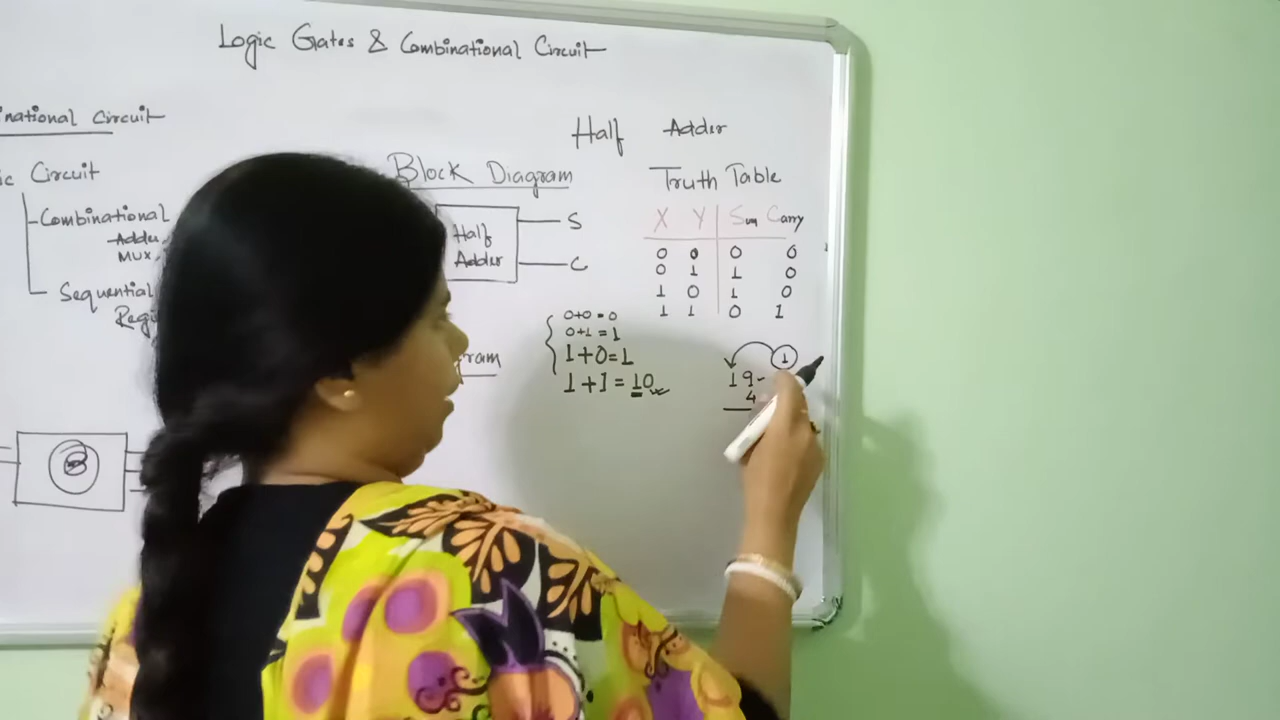 Logic Gates & Combinational Circuit
inational Circuit
ic Circuit
Combinational
Adder
MUX,
Sequential
Regi
Block Diagram
Half
Adder
S
C
ram
Half Adder
Truth Table
X Y Sum Carry
0 0 0 0
0 1 1 0
1 0 1 0
1 1 0 1
0+0=0
0+1=1
1+0=1
1+1=10
1
19-
4